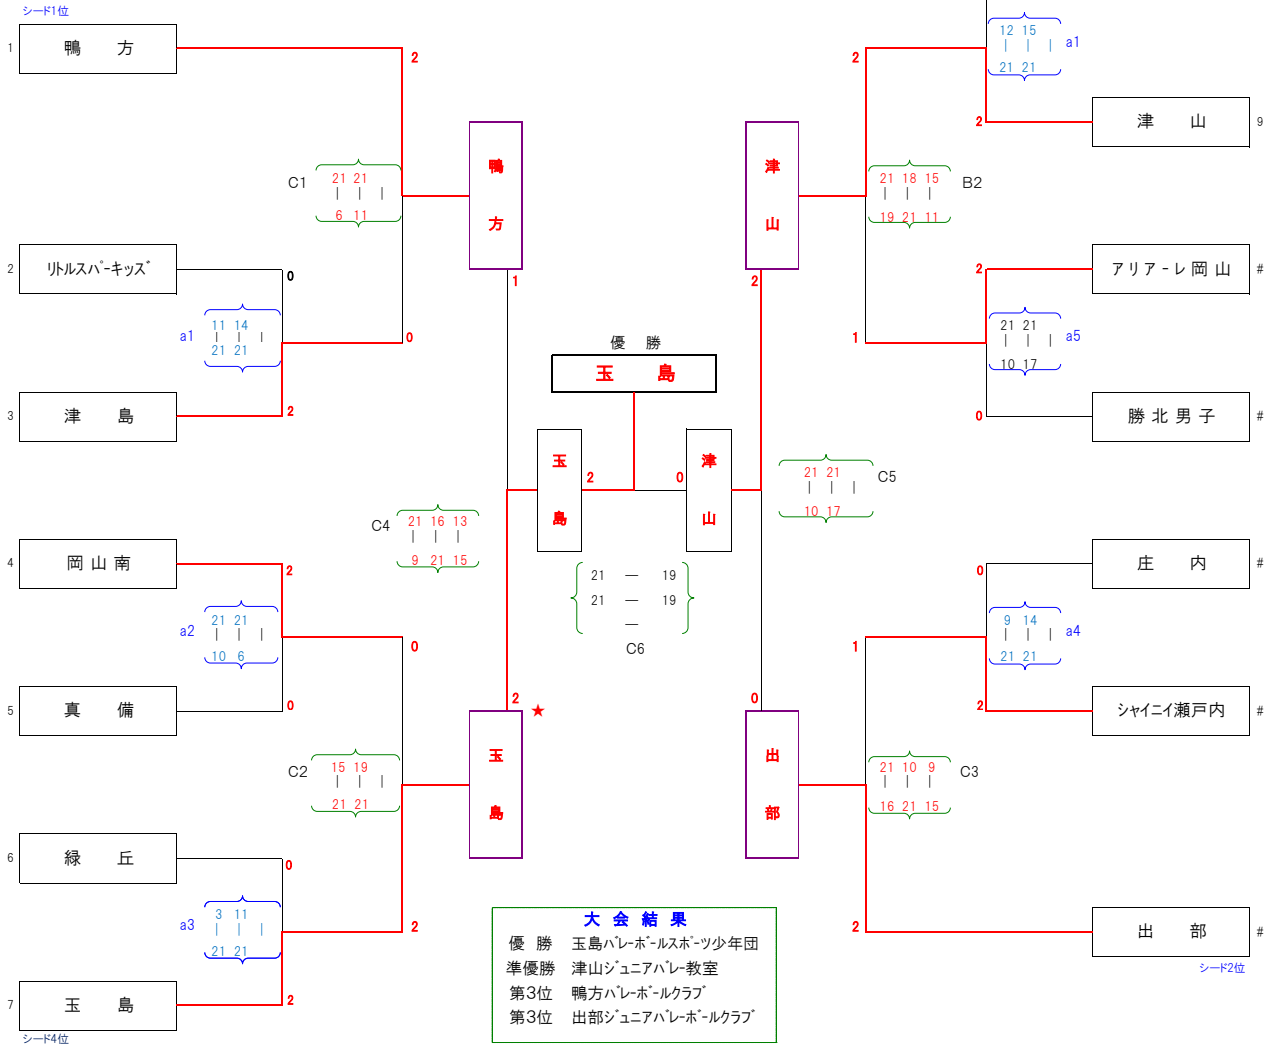 シード1位
1 鴨 方
2
鴨 方
C1
21 21
| | |
6 11
2 リトルスパーキッズ
0
a1
11 14
| | |
21 21
0
3 津 島
2
1
4 岡山南
2
a2
21 21
| | |
10 6
0
5 真 備
0
C4
21 16 13
| | |
9 21 15
2 ★
玉 島
C2
15 19
| | |
21 21
6 緑 丘
0
a3
3 11
| | |
21 21
2
7 玉 島
2
シード4位
優 勝
玉 島
玉 島
2
0
津 山
21 — 19
21 — 19
—
C6
12 15
| | |
21 21
a1
2
2
津 山 9
津 山
21 18 15
| | |
19 21 11
B2
2
2
アリアーレ岡山 #
1
21 21
| | |
10 17
a5
0
勝北男子 #
21 21
| | |
10 17
C5
0
庄 内 #
1
9 14
| | |
21 21
a4
2
シャイニイ瀬戸内 #
0
出 部
21 10 9
| | |
16 21 15
C3
2
出 部 #
シード2位
大 会 結 果
優 勝 玉島バレーボールスポーツ少年団
準優勝 津山ジュニアバレー教室
第3位 鴨方バレーボールクラブ
第3位 出部ジュニアバレーボールクラブ